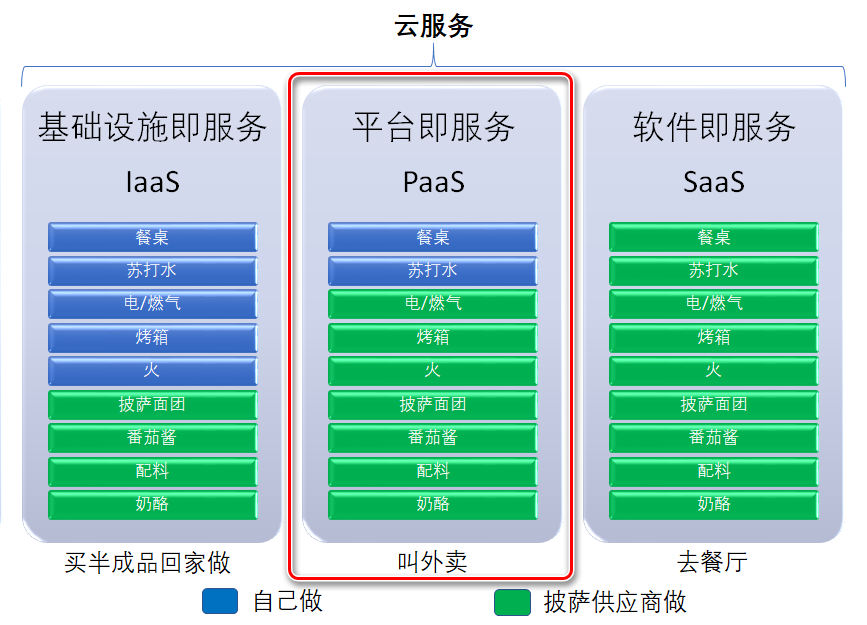 云服务
基础设施即服务
IaaS
餐桌
苏打水
电/燃气
烤箱
火
披萨面团
番茄酱
配料
奶酪
买半成品回家做
平台即服务
PaaS
餐桌
苏打水
电/燃气
烤箱
火
披萨面团
番茄酱
配料
奶酪
叫外卖
软件即服务
SaaS
餐桌
苏打水
电/燃气
烤箱
火
披萨面团
番茄酱
配料
奶酪
去餐厅
自己做
披萨供应商做